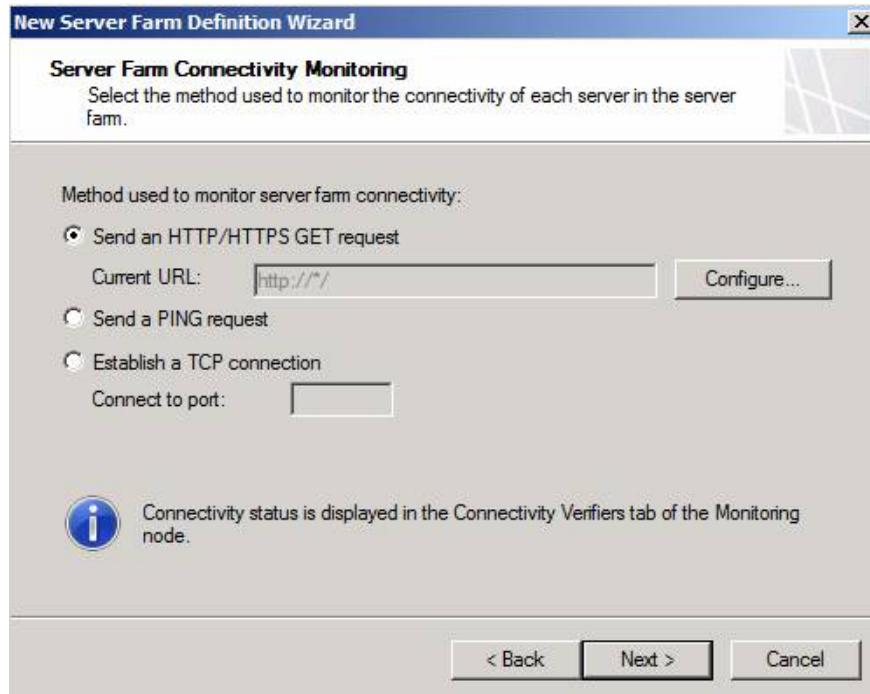 New Server Farm Definition Wizard
Server Farm Connectivity Monitoring
Select the method used to monitor the connectivity of each server in the server
farm.
Method used to monitor server farm connectivity:
Send an HTTP/HTTPS GET request
Current URL: http://*/ Configure...
Send a PING request
Establish a TCP connection
Connect to port:
Connectivity status is displayed in the Connectivity Verifiers tab of the Monitoring
node.
< Back Next > Cancel